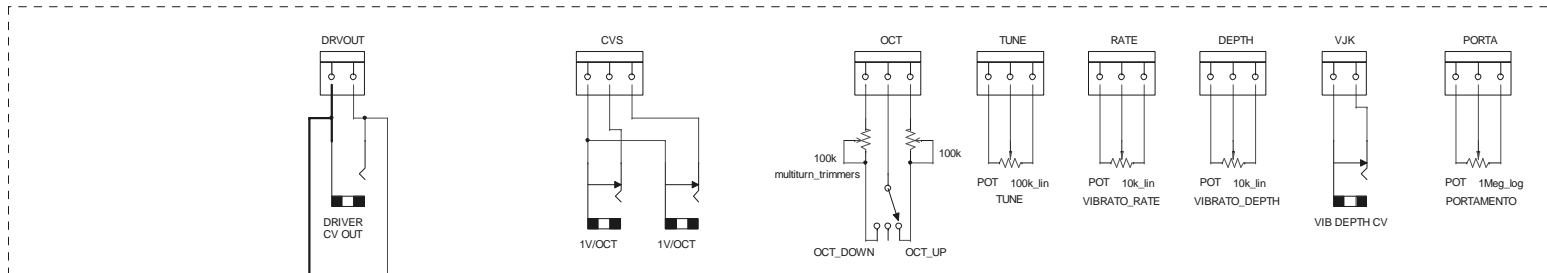 DRVOUT
CVS
OCT
TUNE
RATE
DEPTH
VJK
PORTA
100k
multiturn_trimmers
100k
POT 100k_lin
TUNE
POT 10k_lin
VIBRATO_RATE
POT 10k_lin
VIBRATO_DEPTH
POT 1Meg_log
PORTAMENTO
DRIVER
CV OUT
1V/OCT
1V/OCT
OCT_DOWN
OCT_UP
VIB DEPTH CV